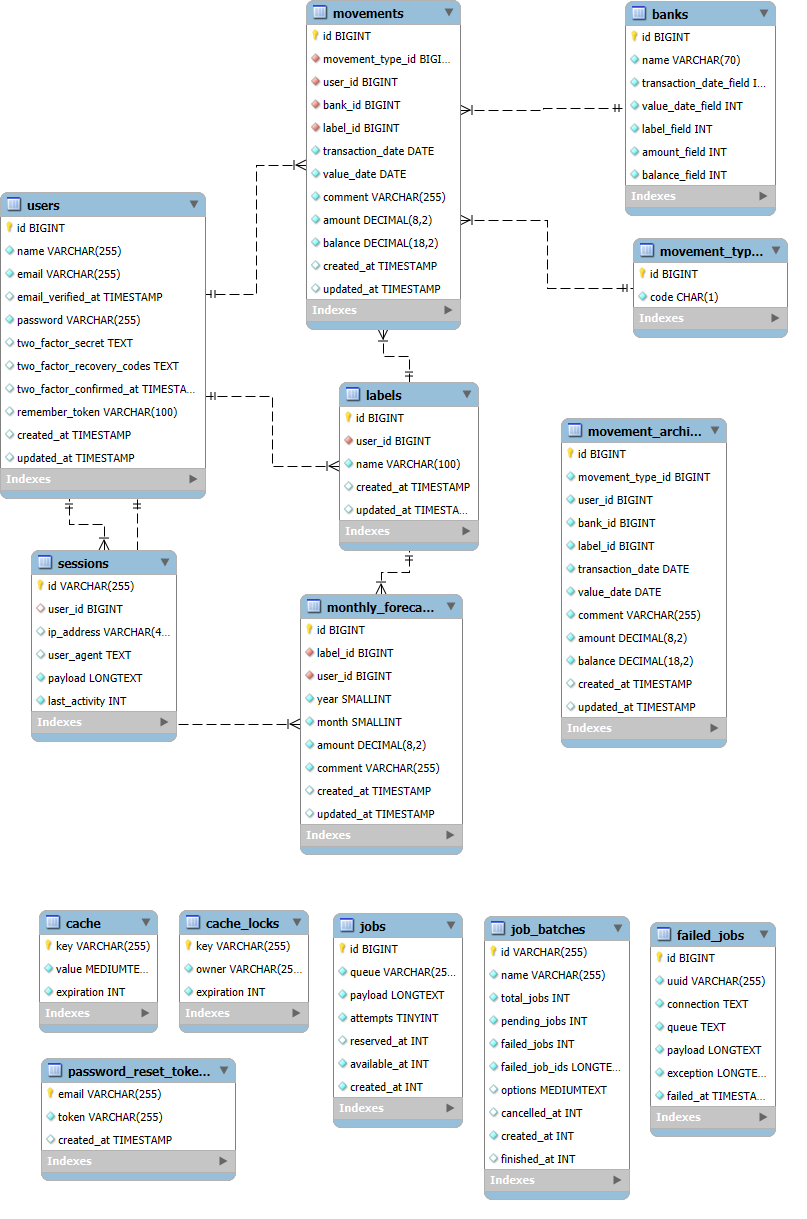 movements
id BIGINT
movement_type_id BIGI...
user_id BIGINT
bank_id BIGINT
label_id BIGINT
transaction_date DATE
value_date DATE
comment VARCHAR(255)
amount DECIMAL(8,2)
balance DECIMAL(18,2)
created_at TIMESTAMP
updated_at TIMESTAMP
Indexes
banks
id BIGINT
name VARCHAR(70)
transaction_date_field I...
value_date_field INT
label_field INT
amount_field INT
balance_field INT
Indexes
users
id BIGINT
name VARCHAR(255)
email VARCHAR(255)
email_verified_at TIMESTAMP
password VARCHAR(255)
two_factor_secret TEXT
two_factor_recovery_codes TEXT
two_factor_confirmed_at TIMESTA...
remember_token VARCHAR(100)
created_at TIMESTAMP
updated_at TIMESTAMP
Indexes
movement_typ...
id BIGINT
code CHAR(1)
Indexes
labels
id BIGINT
user_id BIGINT
name VARCHAR(100)
created_at TIMESTAMP
updated_at TIMESTA...
Indexes
movement_archi...
id BIGINT
movement_type_id BIGINT
user_id BIGINT
bank_id BIGINT
label_id BIGINT
transaction_date DATE
value_date DATE
comment VARCHAR(255)
amount DECIMAL(8,2)
balance DECIMAL(18,2)
created_at TIMESTAMP
updated_at TIMESTAMP
Indexes
sessions
id VARCHAR(255)
user_id BIGINT
ip_address VARCHAR(4...
user_agent TEXT
payload LONGTEXT
last_activity INT
Indexes
monthly_foreca...
id BIGINT
label_id BIGINT
user_id BIGINT
year SMALLINT
month SMALLINT
amount DECIMAL(8,2)
comment VARCHAR(255)
created_at TIMESTAMP
updated_at TIMESTAMP
Indexes
cache
key VARCHAR(255)
value MEDIUMTE...
expiration INT
Indexes
cache_locks
key VARCHAR(255)
owner VARCHAR(25...
expiration INT
Indexes
jobs
id BIGINT
queue VARCHAR(25...
payload LONGTEXT
attempts TINYINT
reserved_at INT
available_at INT
created_at INT
Indexes
job_batches
id VARCHAR(255)
name VARCHAR(255)
total_jobs INT
pending_jobs INT
failed_jobs INT
failed_job_ids LONGTE...
options MEDIUMTEXT
cancelled_at INT
created_at INT
finished_at INT
Indexes
failed_jobs
id BIGINT
uuid VARCHAR(255)
connection TEXT
queue TEXT
payload LONGTEXT
exception LONGTE...
failed_at TIMESTA...
Indexes
password_reset_toke...
email VARCHAR(255)
token VARCHAR(255)
created_at TIMESTAMP
Indexes